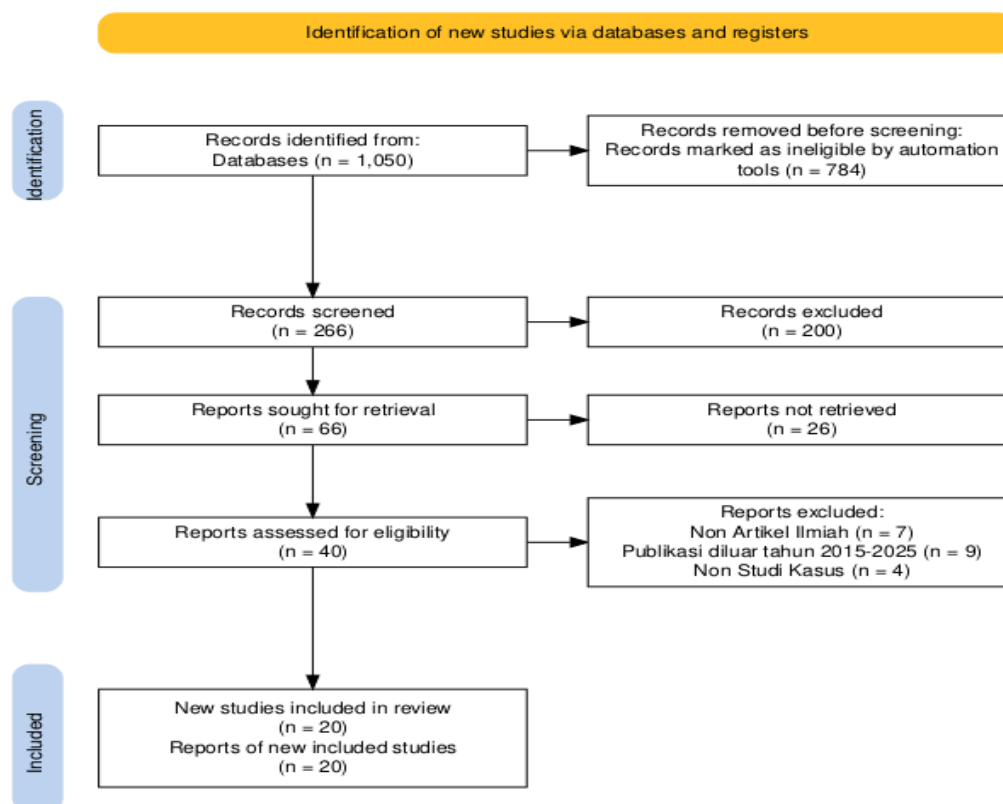 Identification of new studies via databases and registers
Identification
Records identified from:
Databases (n = 1,050)
Records removed before screening:
Records marked as ineligible by automation
tools (n = 784)
Screening
Records screened
(n = 266)
Records excluded
(n = 200)
Reports sought for retrieval
(n = 66)
Reports not retrieved
(n = 26)
Reports assessed for eligibility
(n = 40)
Reports excluded:
Non Artikel Ilmiah (n = 7)
Publikasi diluar tahun 2015-2025 (n = 9)
Non Studi Kasus (n = 4)
Included
New studies included in review
(n = 20)
Reports of new included studies
(n = 20)